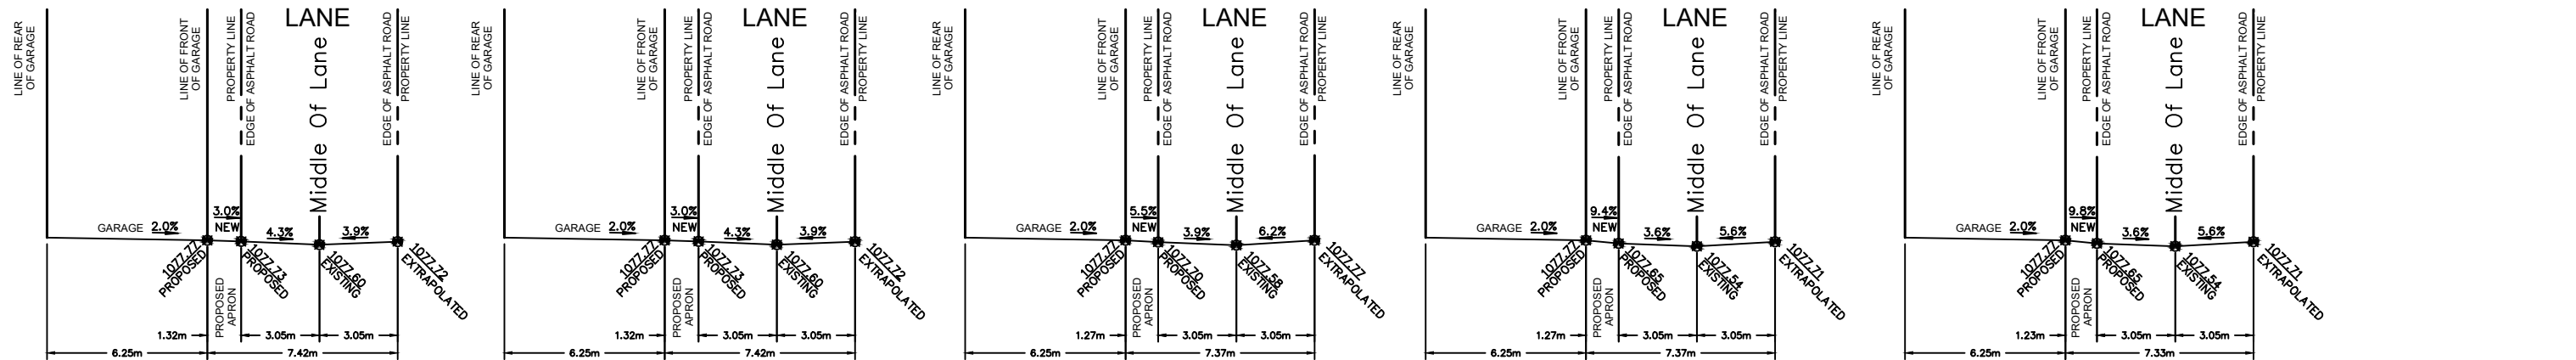 LANE
LINE OF REAR
OF GARAGE
LINE OF FRONT
OF GARAGE
PROPERTY LINE
EDGE OF ASPHALT ROAD
Middle Of Lane
EDGE OF ASPHALT ROAD
PROPERTY LINE
GARAGE 2.0%
3.0%
NEW
4.3%
3.9%
1077.77
PROPOSED
1077.73
PROPOSED
1077.60
EXISTING
1077.72
EXTRAPOLATED
PROPOSED
APRON
1.32m
3.05m
3.05m
6.25m
7.42m
LANE
LINE OF REAR
OF GARAGE
LINE OF FRONT
OF GARAGE
PROPERTY LINE
EDGE OF ASPHALT ROAD
Middle Of Lane
EDGE OF ASPHALT ROAD
PROPERTY LINE
GARAGE 2.0%
3.0%
NEW
4.3%
3.9%
1077.77
PROPOSED
1077.73
PROPOSED
1077.60
EXISTING
1077.72
EXTRAPOLATED
PROPOSED
APRON
1.32m
3.05m
3.05m
6.25m
7.42m
LANE
LINE OF REAR
OF GARAGE
LINE OF FRONT
OF GARAGE
PROPERTY LINE
EDGE OF ASPHALT ROAD
Middle Of Lane
EDGE OF ASPHALT ROAD
PROPERTY LINE
GARAGE 2.0%
5.5%
NEW
3.9%
6.2%
1077.77
PROPOSED
1077.70
PROPOSED
1077.58
EXISTING
1077.77
EXTRAPOLATED
PROPOSED
APRON
1.27m
3.05m
3.05m
6.25m
7.37m
LANE
LINE OF REAR
OF GARAGE
LINE OF FRONT
OF GARAGE
PROPERTY LINE
EDGE OF ASPHALT ROAD
Middle Of Lane
EDGE OF ASPHALT ROAD
PROPERTY LINE
GARAGE 2.0%
9.4%
NEW
3.6%
5.6%
1077.77
PROPOSED
1077.65
PROPOSED
1077.54
EXISTING
1077.71
EXTRAPOLATED
PROPOSED
APRON
1.27m
3.05m
3.05m
6.25m
7.37m
LANE
LINE OF REAR
OF GARAGE
LINE OF FRONT
OF GARAGE
PROPERTY LINE
EDGE OF ASPHALT ROAD
Middle Of Lane
EDGE OF ASPHALT ROAD
PROPERTY LINE
GARAGE 2.0%
9.8%
NEW
3.6%
5.6%
1077.77
PROPOSED
1077.65
PROPOSED
1077.54
EXISTING
1077.71
EXTRAPOLATED
PROPOSED
APRON
1.23m
3.05m
3.05m
6.25m
7.33m